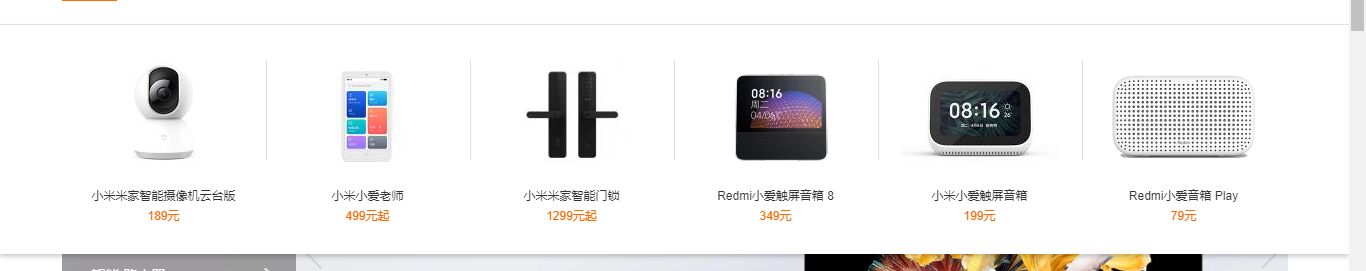 08:16
周二
04/06
08:16
26°
小米米家智能摄像机云台版
小米小爱老师
小米米家智能门锁
Redmi小爱触屏音箱 8
小米小爱触屏音箱
Redmi小爱音箱 Play
189元
499元起
1299元起
349元
199元
79元